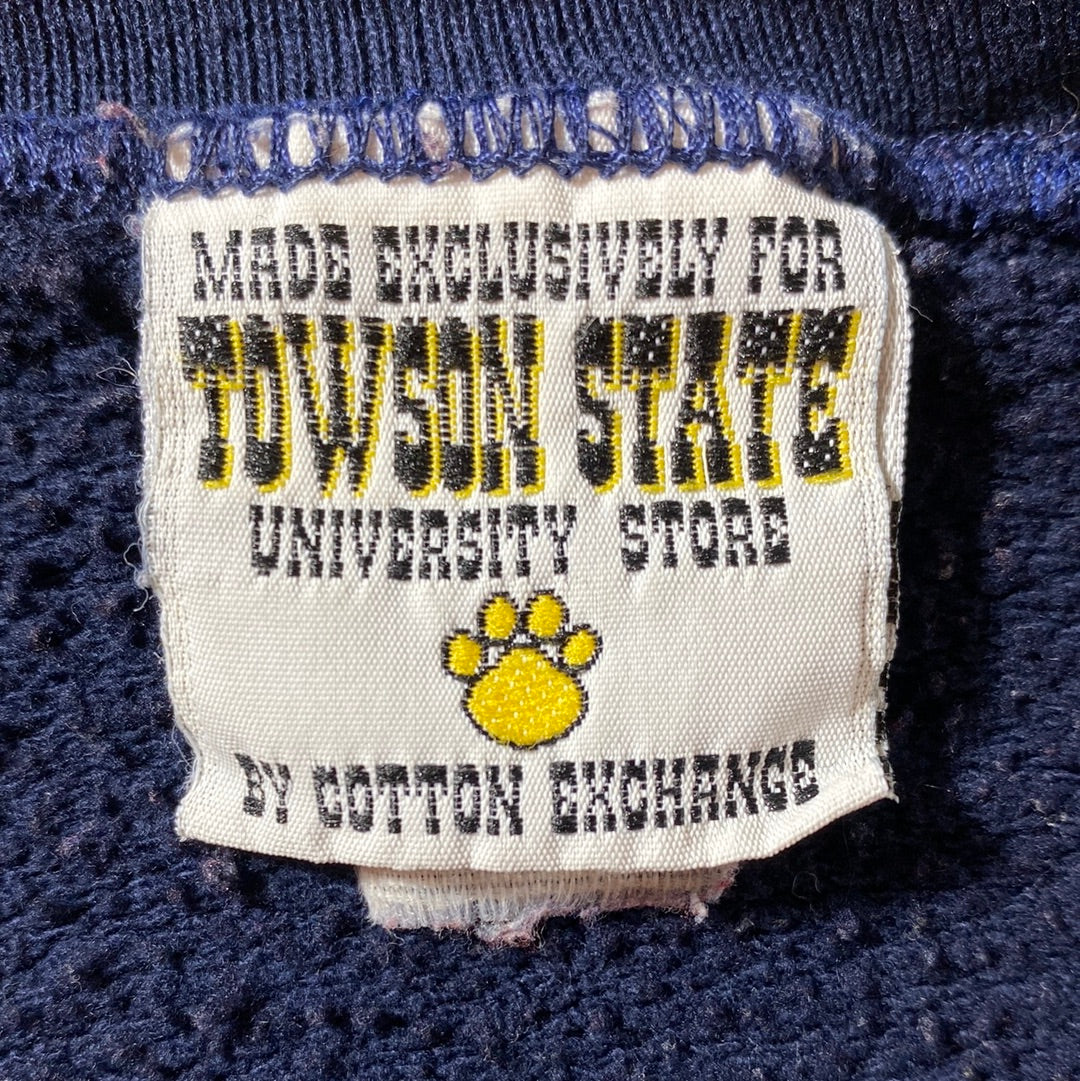 MADE EXCLUSIVELY FOR
TOWSON STATE
UNIVERSITY STORE
BY COTTON EXCHANGE